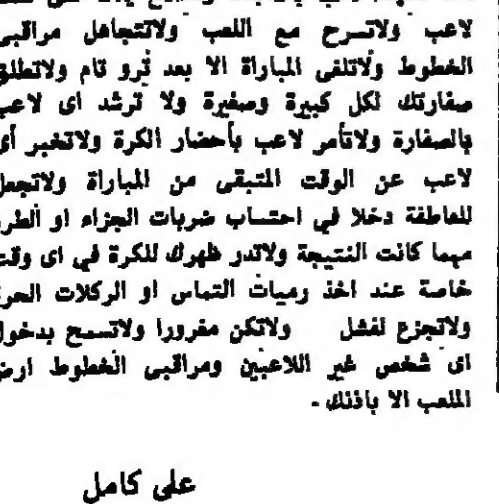 لاعب ولاتسرح مع اللعب ولاتتجاهل مراقبى
الخطوط ولاتلغى المباراة الا بعد ترو تام ولاتطلق
صفارتك لكل كبيرة وصغيرة ولا ترشد اى لاعب
بالصفارة ولاتأمر لاعب بأحضار الكرة ولاتخبر أى
لاعب عن الوقت المتبقى من المباراة ولاتجعل
للعاطفة دخلا في احتساب ضربات الجزاء او الطرد
مهما كانت النتيجة ولاتدر ظهرك للكرة في اى وقت
خاصة عند اخذ رميات التماس او الركلات الحرة
ولاتجزع لفشل ولاتكن مغرورا ولاتسمح بدخول
اى شخص غير اللاعبين ومراقبى الخطوط ارض
الملعب الا باذنك .
على كامل